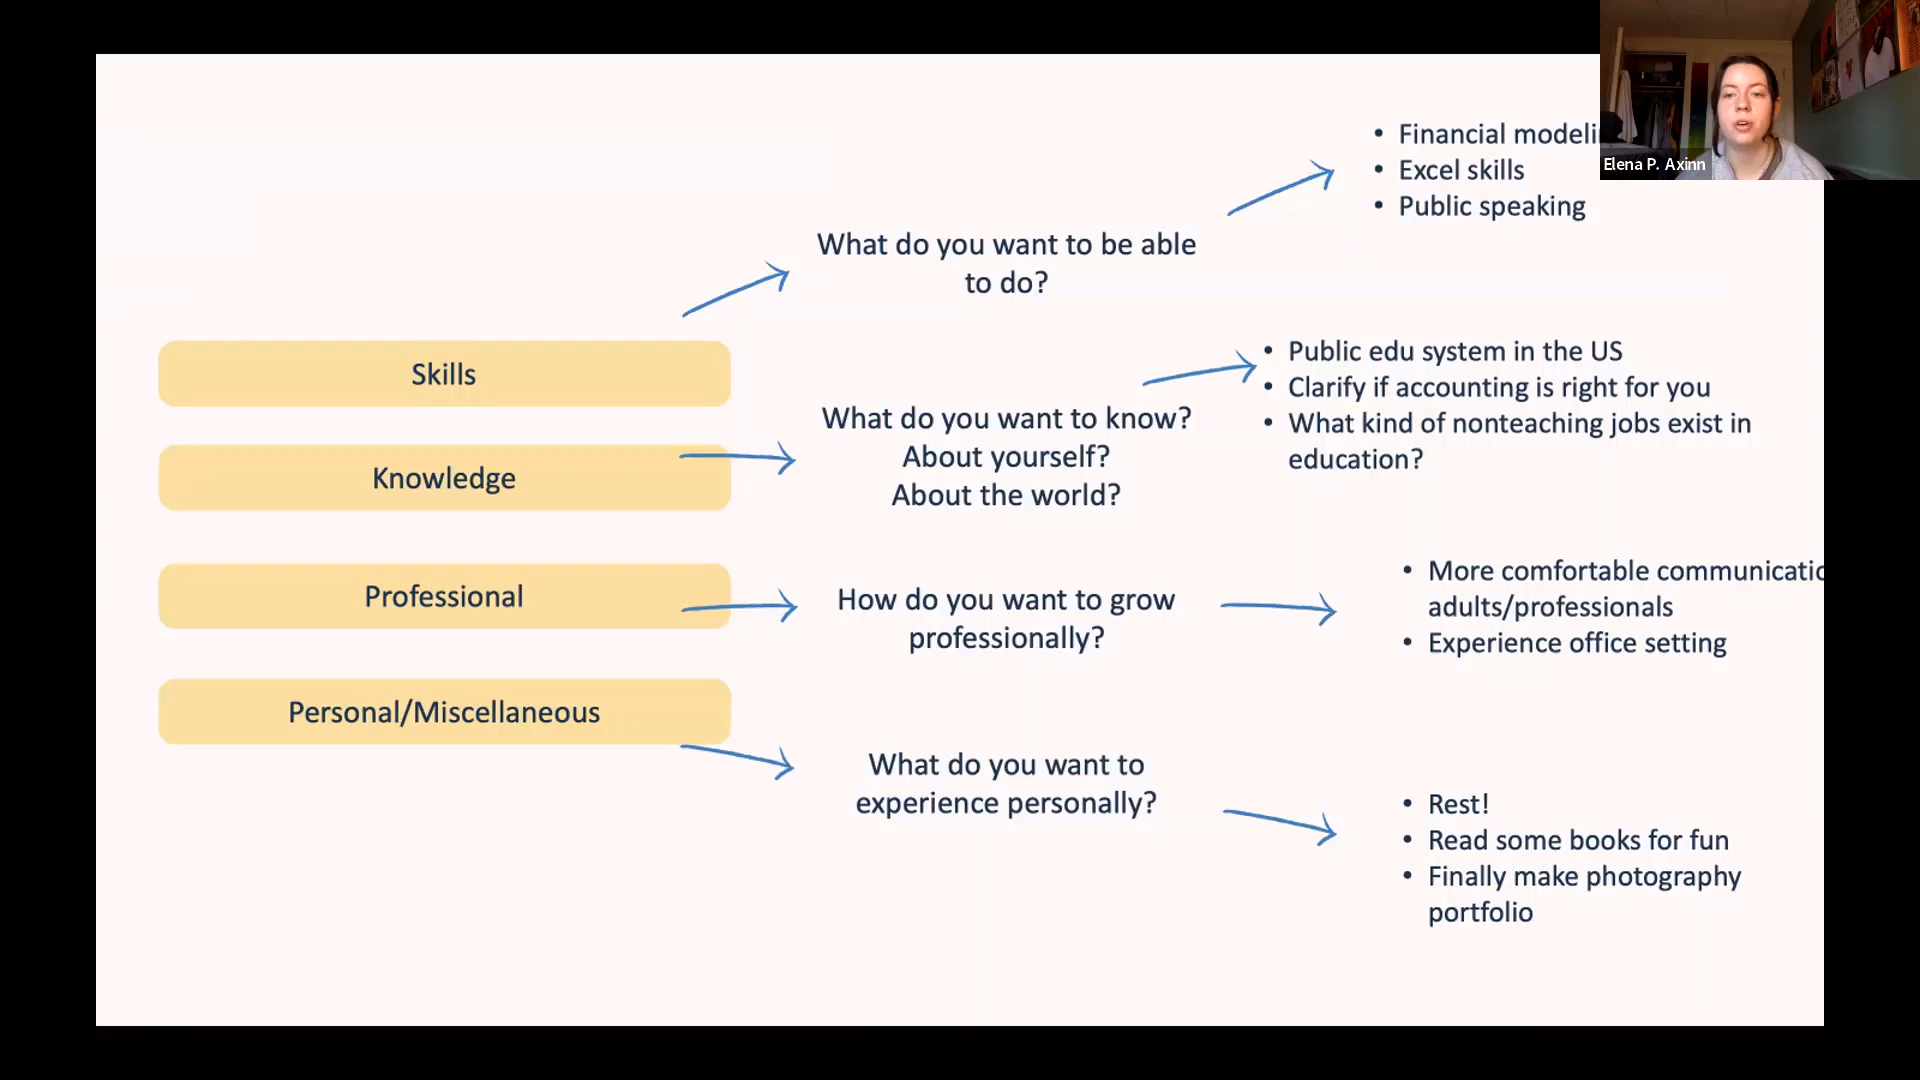 Elena P. Axinn
Skills
Knowledge
Professional
Personal/Miscellaneous
What do you want to be able
to do?
• Financial
• Excel skills
• Public speaking
What do you want to know?
About yourself?
About the world?
• Public edu system in the US
• Clarify if accounting is right for you
• What kind of nonteaching jobs exist in
education?
How do you want to grow
professionally?
• More comfortable
adults/professionals
• Experience office setting
What do you want to
experience personally?
• Rest!
• Read some books for fun
• Finally make photography
portfolio